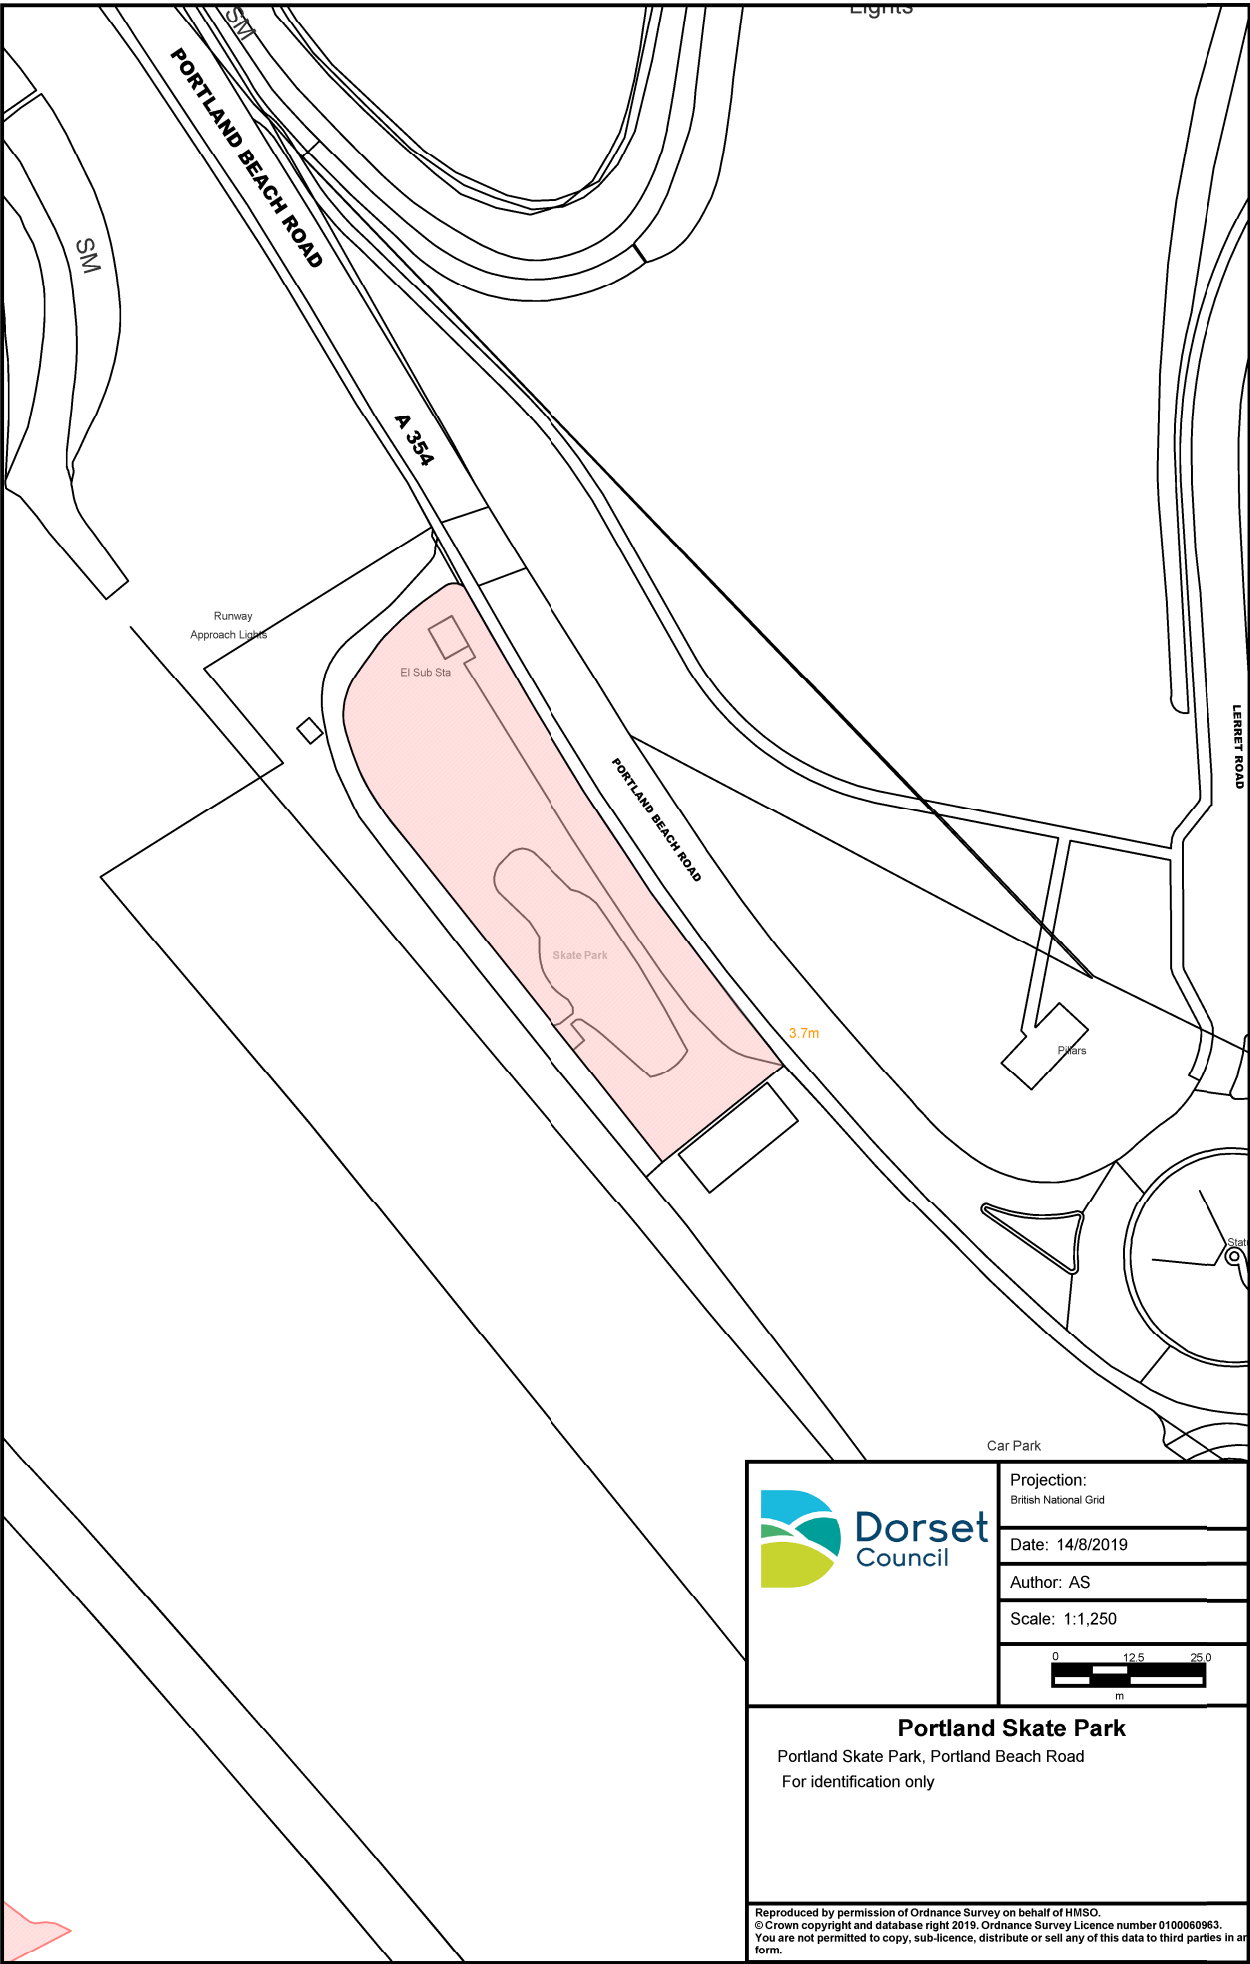 Lights
SM
PORTLAND BEACH ROAD
SM
A 354
Runway
Approach Lights
El Sub Sta
LERRET ROAD
PORTLAND BEACH ROAD
Skate Park
3.7m
Pillars
Car Park
Dorset
Council
Projection:
British National Grid
Date: 14/8/2019
Author: AS
Scale: 1:1,250
0 12.5 25.0
m
Portland Skate Park
Portland Skate Park, Portland Beach Road
For identification only
Reproduced by permission of Ordnance Survey on behalf of HMSO.
© Crown copyright and database right 2019. Ordnance Survey Licence number 0100060963.
You are not permitted to copy, sub-licence, distribute or sell any of this data to third parties in
form.